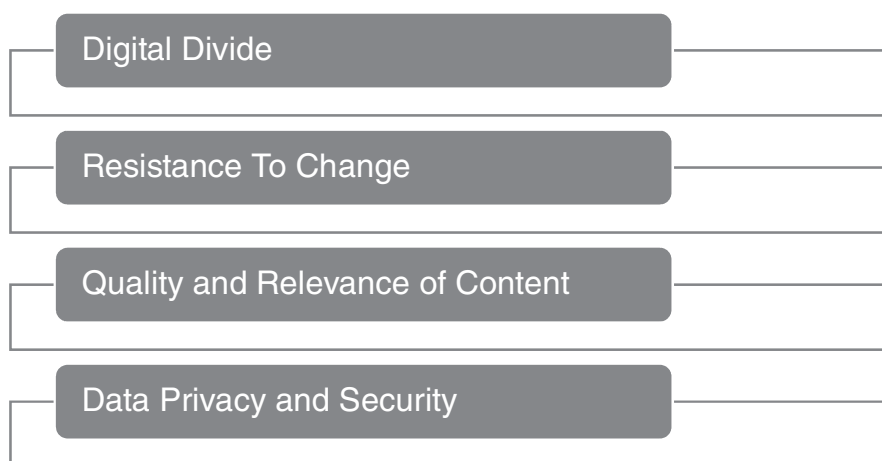 Digital Divide
Resistance To Change
Quality and Relevance of Content
Data Privacy and Security